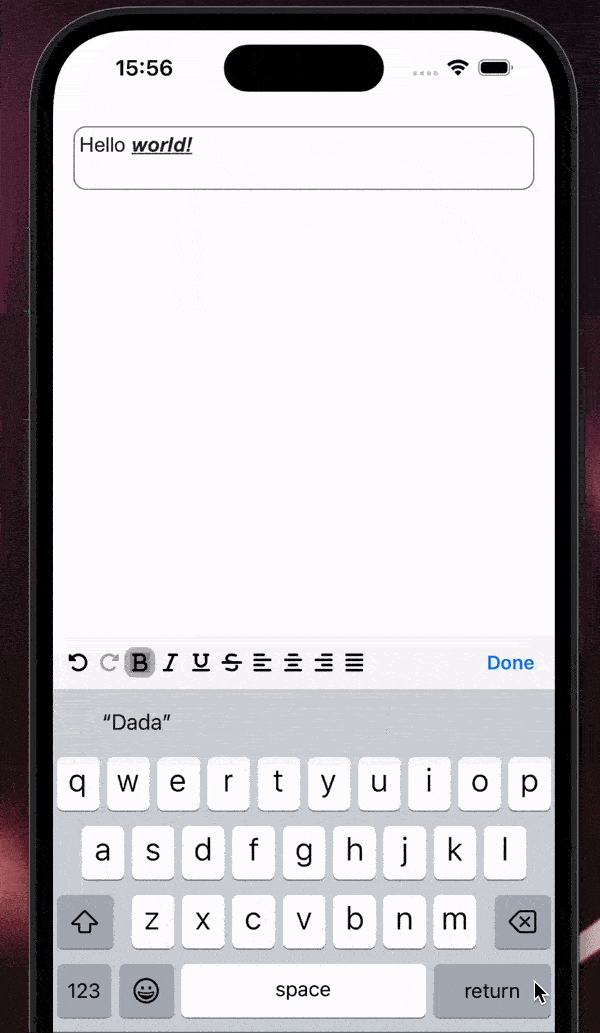 15:56
Hello world!
B I U S Done
“Dada”
q w e r t y u i o p
a s d f g h j k l
z x c v b n m
123 space return